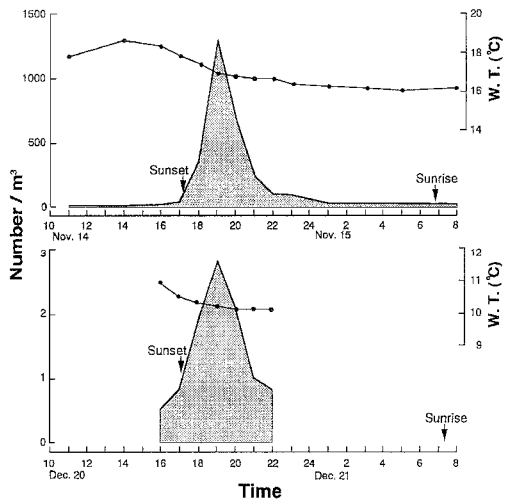 1500
1000
500
0
Number / m³
20
18
16
14
W. T. (°C)
Sunset
Sunrise
10 12 14 16 18 20 22 24 2 4 6 8
Nov. 14 Nov. 15
3
2
1
0
12
11
10
9
W. T. (°C)
Sunset
Sunrise
10 12 14 16 18 20 22 24 2 4 6 8
Dec. 20 Dec. 21
Time